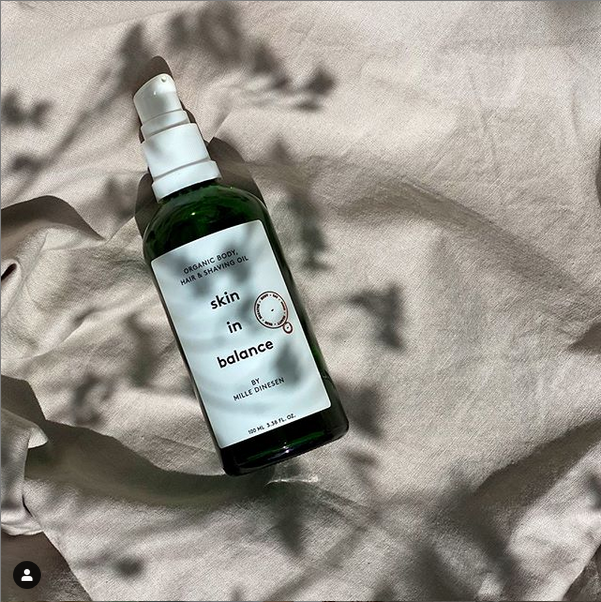 ORGANIC BODY,
HAIR & SHAVING OIL
skin
in
balance
BY
MILLE DINESEN
100 ML 3.38 FL. OZ.